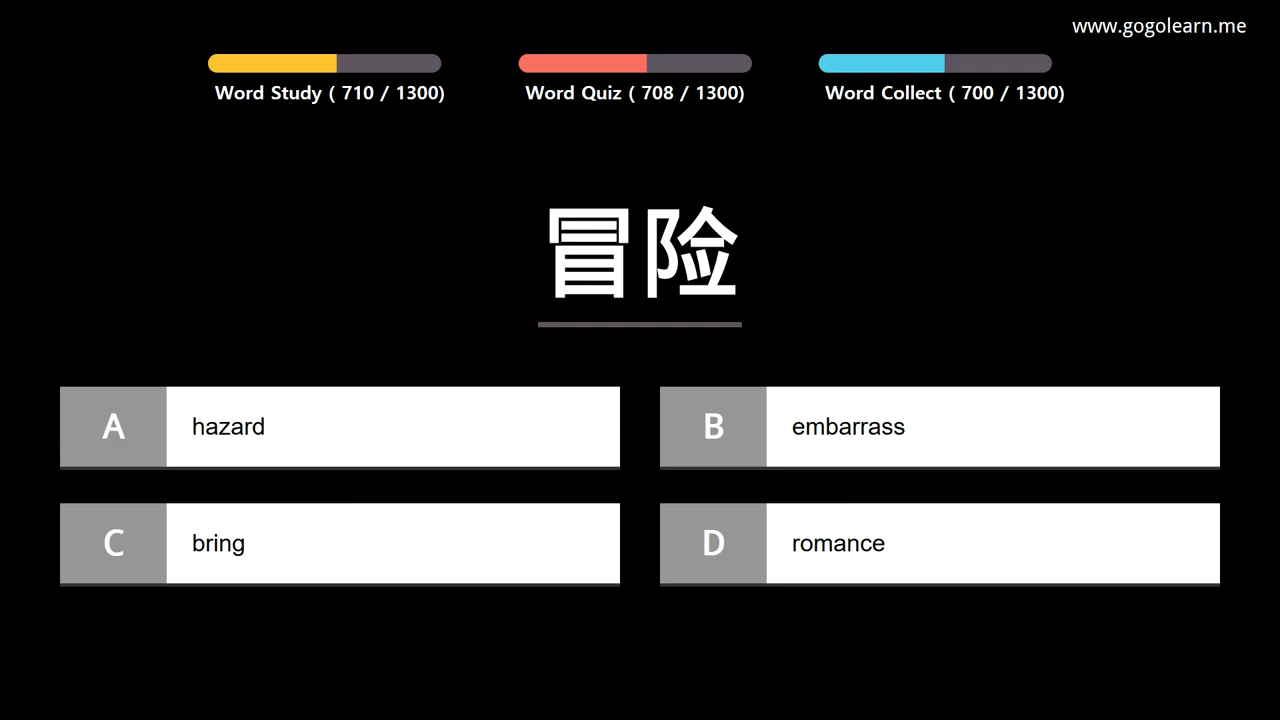 www.gogolearn.me
Word Study ( 710 / 1300)
Word Quiz ( 708 / 1300)
Word Collect ( 700 / 1300)
冒险
A hazard
B embarrass
C bring
D romance